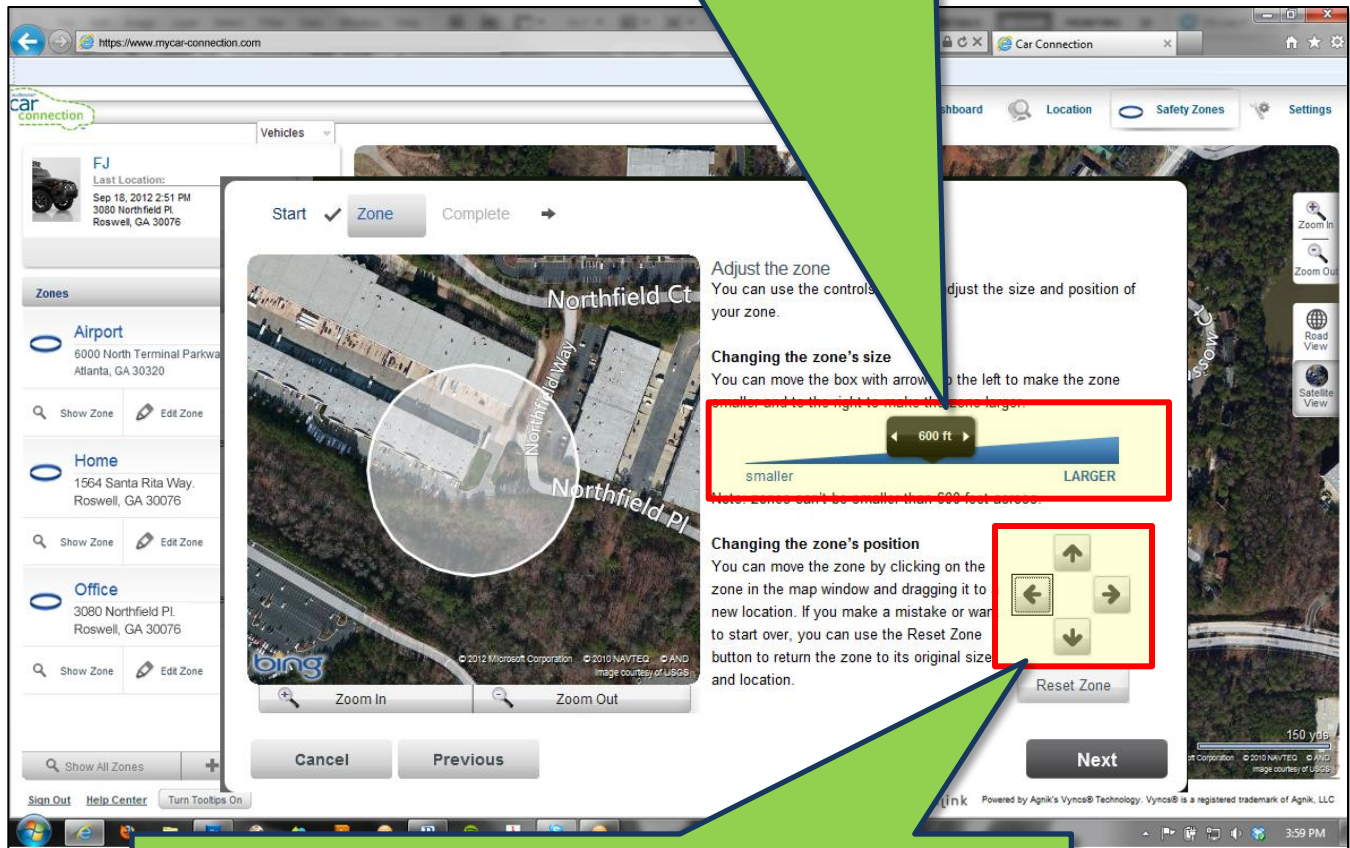 https://www.mycar-connection.com
Car Connection
car
connection
Vehicles
Location
Safety Zones
Settings
FJ
Last Location:
Sep 18, 2012 2:51 PM
3080 Northfield Pl.
Roswell, GA 30076
Zones
Airport
6000 North Terminal Parkwa
Atlanta, GA 30320
Show Zone
Edit Zone
Home
1564 Santa Rita Way.
Roswell, GA 30076
Show Zone
Edit Zone
Office
3080 Northfield Pl.
Roswell, GA 30076
Show Zone
Edit Zone
Show All Zones
Start
Zone
Complete
Northfield Ct
Northfield Way
Northfield Pl
bing
© 2012 Microsoft Corporation © 2010 NAVTEQ © AND
Image courtesy of USGS
Zoom In
Zoom Out
Cancel
Previous
Adjust the zone
You can use the controls djust the size and position of
your zone.
Changing the zone's size
You can move the box with arrow o the left to make the zone
smaller and to the right to make the zone larger.
600 ft
smaller
LARGER
Note: zones can't be smaller than 600 feet across.
Changing the zone's position
You can move the zone by clicking on the
zone in the map window and dragging it to
new location. If you make a mistake or wan
to start over, you can use the Reset Zone
button to return the zone to its original size
and location.
Reset Zone
Next
Zoom In
Zoom Out
Road
View
Satellite
View
150 yds
Corporation © 2010 NAVTEQ © AND
Image courtesy of USGS
Sign Out
Help Center
Turn Tooltips On
Powered by Agnik's Vyncs® Technology. Vyncs® is a registered trademark of Agnik, LLC
3:59 PM